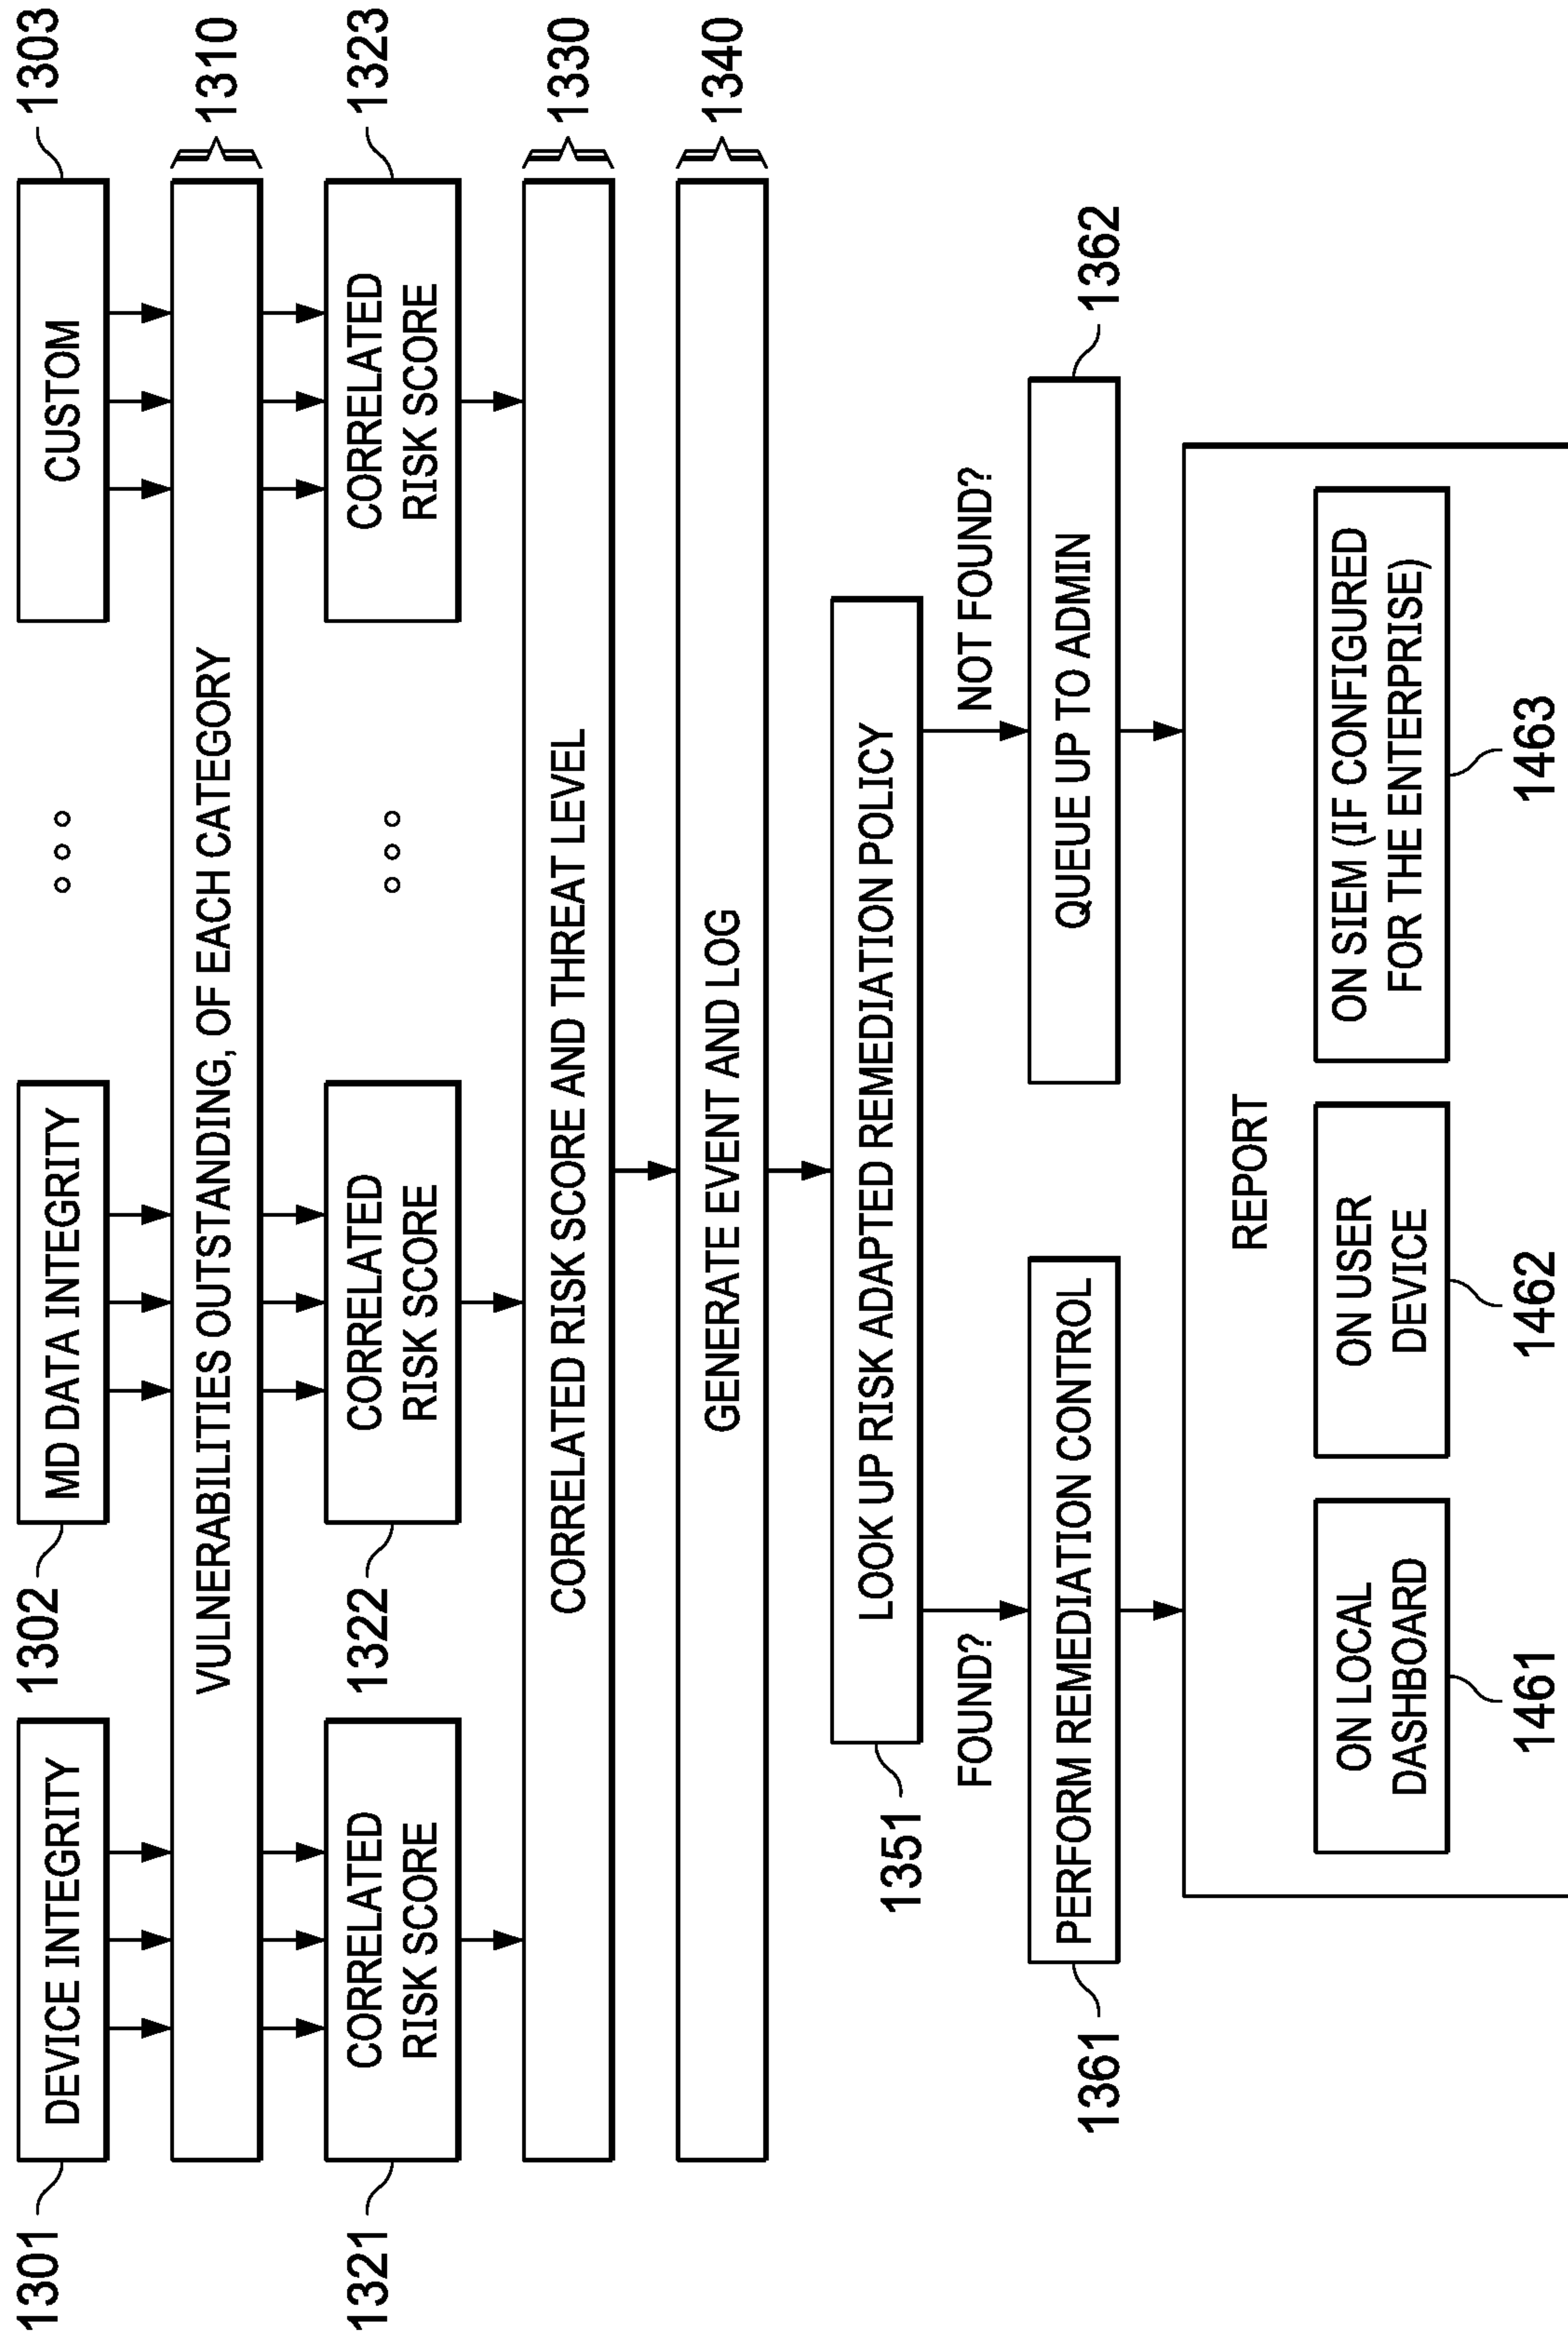 1301
DEVICE INTEGRITY
1302
MD DATA INTEGRITY
CUSTOM
1303
VULNERABILITIES OUTSTANDING, OF EACH CATEGORY
1310
1321
CORRELATED
RISK SCORE
1322
CORRELATED
RISK SCORE
CORRELATED
RISK SCORE
1323
CORRELATED RISK SCORE AND THREAT LEVEL
1330
GENERATE EVENT AND LOG
1340
1351
LOOK UP RISK ADAPTED REMEDIATION POLICY
FOUND?
NOT FOUND?
1361
PERFORM REMEDIATION CONTROL
QUEUE UP TO ADMIN
1362
REPORT
ON LOCAL
DASHBOARD
ON USER
DEVICE
ON SIEM (IF CONFIGURED
FOR THE ENTERPRISE)
1461
1462
1463